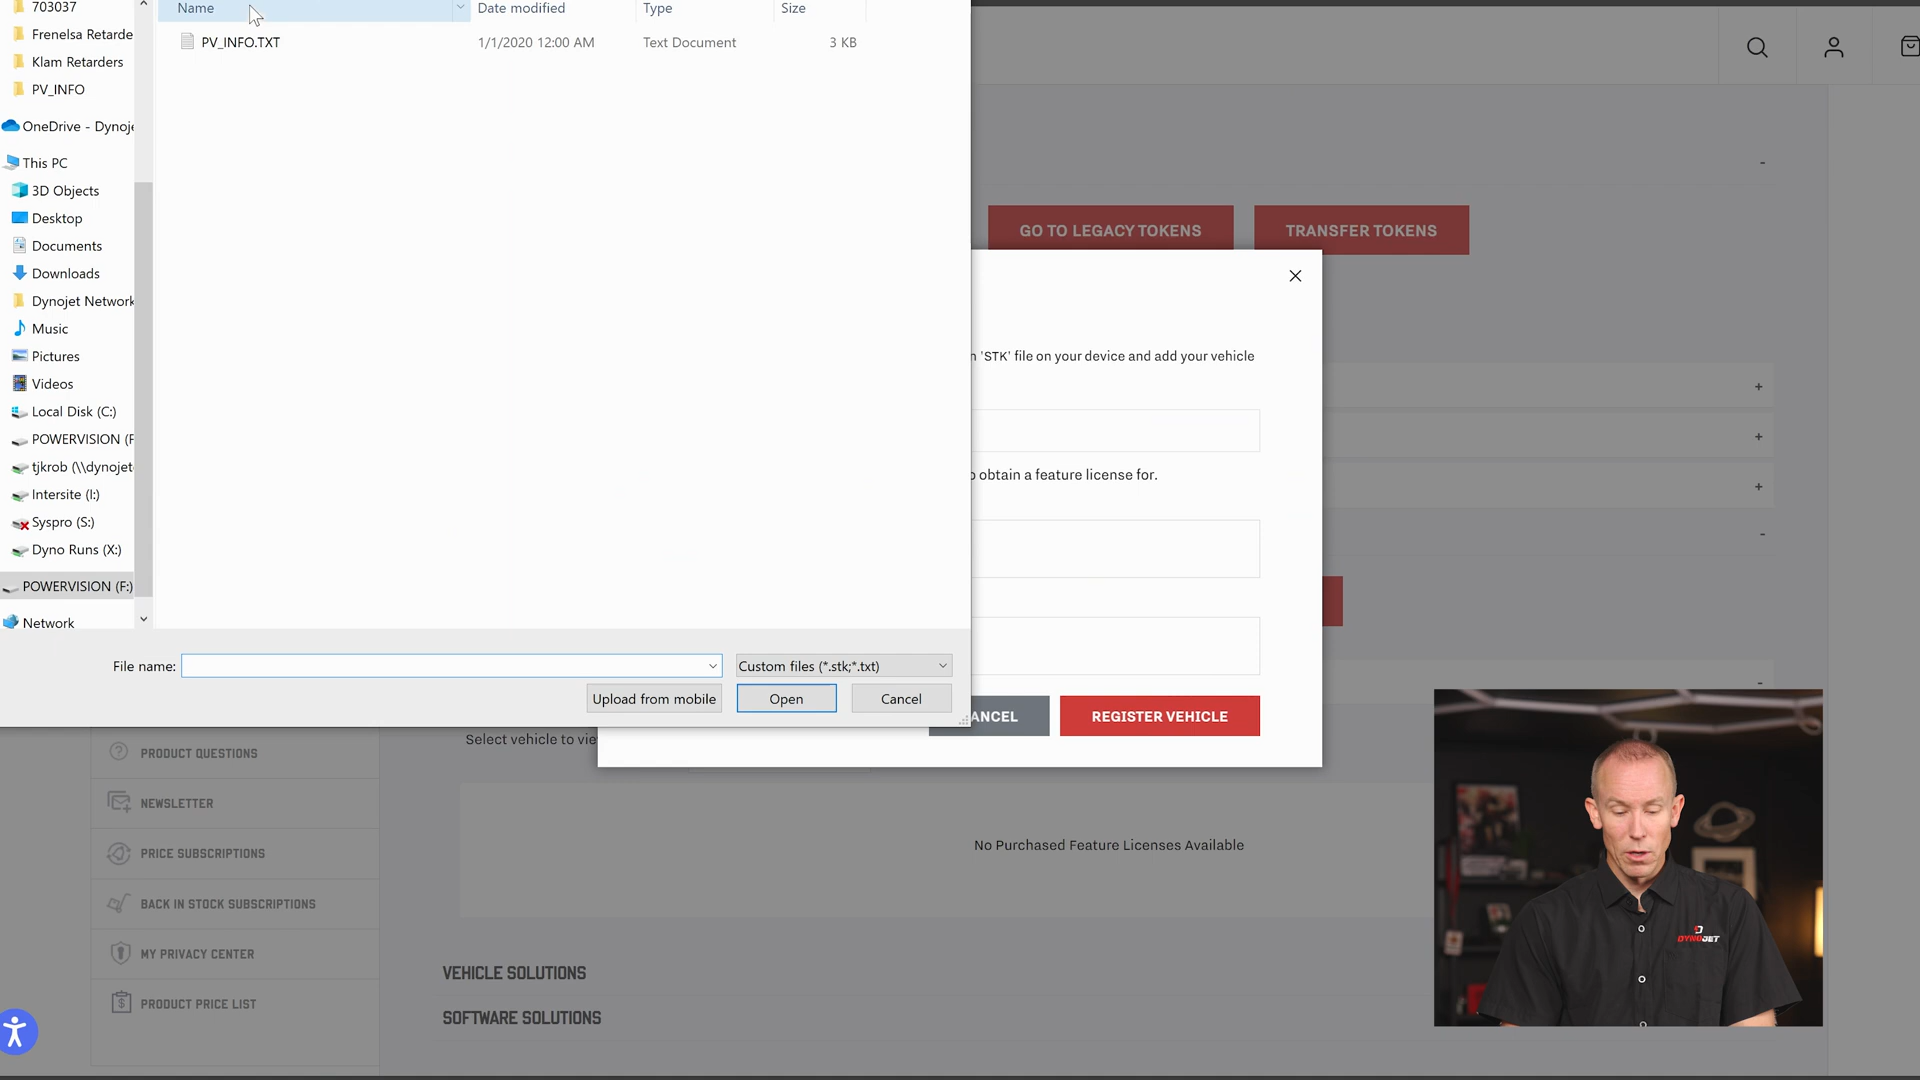 703037
Name
Date modified
Type
Size
PV_INFO.TXT
1/1/2020 12:00 AM
Text Document
3 KB
Frenelsa Retarde
Klam Retarders
PV_INFO
OneDrive - Dynoje
This PC
3D Objects
Desktop
Documents
Downloads
Dynojet Network
Music
Pictures
Videos
Local Disk (C:)
POWERVISION (F
tjkrob (\\dynojet
Intersite (I:)
Syspro (S:)
Dyno Runs (X:)
POWERVISION (F:)
Network
File name:
Custom files (*.stk;*.txt)
Upload from mobile
Open
Cancel
GO TO LEGACY TOKENS
TRANSFER TOKENS
'STK' file on your device and add your vehicle
obtain a feature license for.
ANCEL
REGISTER VEHICLE
Select vehicle to vie
No Purchased Feature Licenses Available
PRODUCT QUESTIONS
NEWSLETTER
PRICE SUBSCRIPTIONS
BACK IN STOCK SUBSCRIPTIONS
MY PRIVACY CENTER
PRODUCT PRICE LIST
VEHICLE SOLUTIONS
SOFTWARE SOLUTIONS
DYNOJET